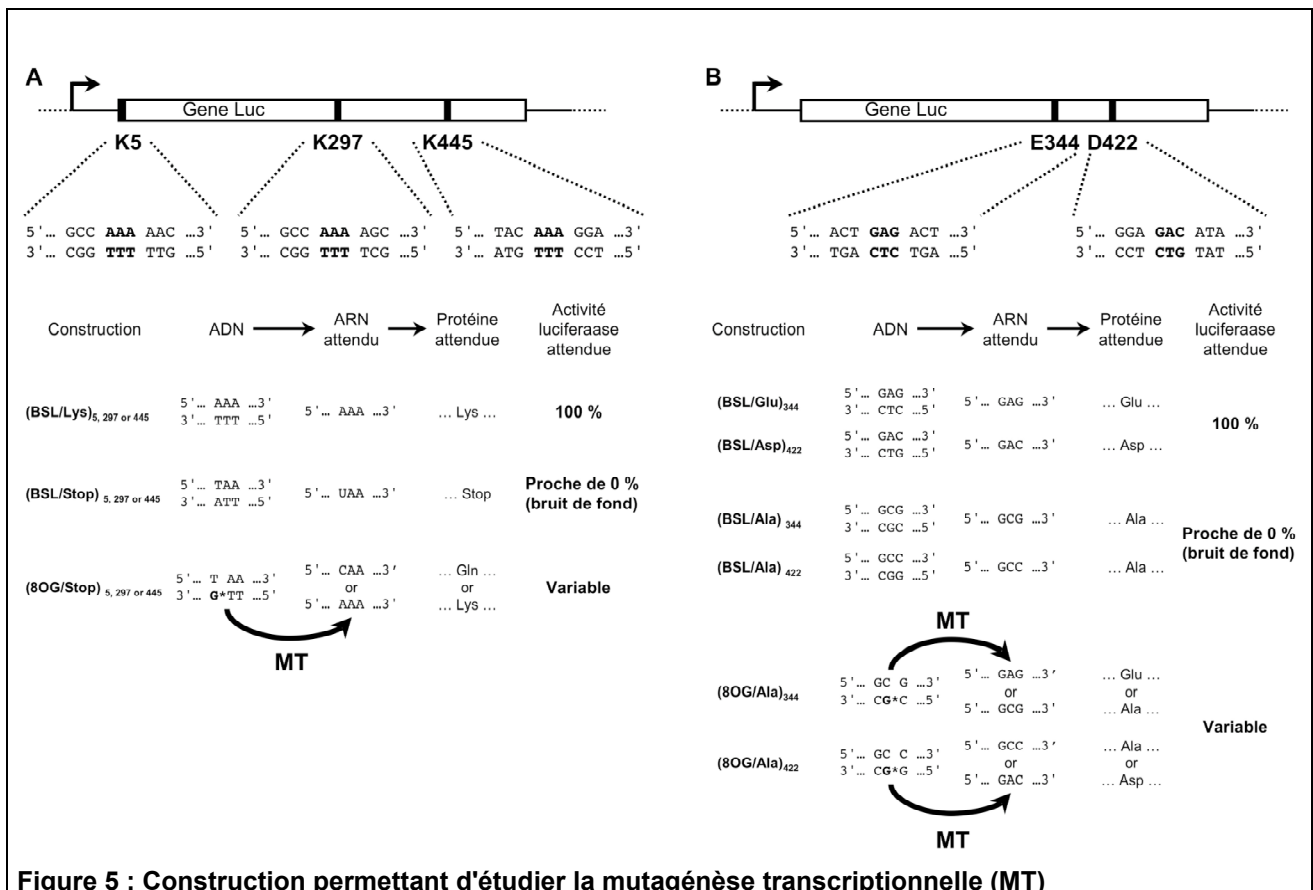 A
Gene Luc
K5 K297 K445
5'... GCC AAA AAC ...3' 5'... GCC AAA AGC ...3' 5'... TAC AAA GGA ...3'
3'... CGG TTT TTG ...5' 3'... CGG TTT TCG ...5' 3'... ATG TTT CCT ...5'
Construction ADN ARN attendu Protéine attendue Activité luciferaase attendue
(BSL/Lys)5, 297 or 445
5'... AAA ...3'
3'... TTT ...5'
5'... AAA ...3'
... Lys ...
100 %
(BSL/Stop) 5, 297 or 445
5'... TAA ...3'
3'... ATT ...5'
5'... UAA ...3'
... Stop
Proche de 0 %
(bruit de fond)
(8OG/Stop) 5, 297 or 445
5'... T AA ...3'
3'... G*TT ...5'
5'... CAA ...3'
or
5'... AAA ...3'
... Gln ...
or
... Lys ...
Variable
MT
B
Gene Luc
E344 D422
5'... ACT GAG ACT ...3' 5'... GGA GAC ATA ...3'
3'... TGA CTC TGA ...5' 3'... CCT CTG TAT ...5'
Construction ADN ARN attendu Protéine attendue Activité luciferaase attendue
(BSL/Glu)344
5'... GAG ...3'
3'... CTC ...5'
5'... GAG ...3'
... Glu ...
100 %
(BSL/Asp)422
5'... GAC ...3'
3'... CTG ...5'
5'... GAC ...3'
... Asp ...
(BSL/Ala) 344
5'... GCG ...3'
3'... CGC ...5'
5'... GCG ...3'
... Ala ...
Proche de 0 %
(bruit de fond)
(BSL/Ala) 422
5'... GCC ...3'
3'... CGG ...5'
5'... GCC ...3'
... Ala ...
MT
(8OG/Ala)344
5'... GC G ...3'
3'... CG*C ...5'
5'... GAG ...3'
or
5'... GCG ...3'
... Glu ...
or
... Ala ...
Variable
(8OG/Ala)422
5'... GC C ...3'
3'... CG*G ...5'
5'... GCC ...3'
or
5'... GAC ...3'
... Ala ...
or
... Asp ...
MT
Figure 5 : Construction permettant d'étudier la mutagénèse transcriptionnelle (MT)